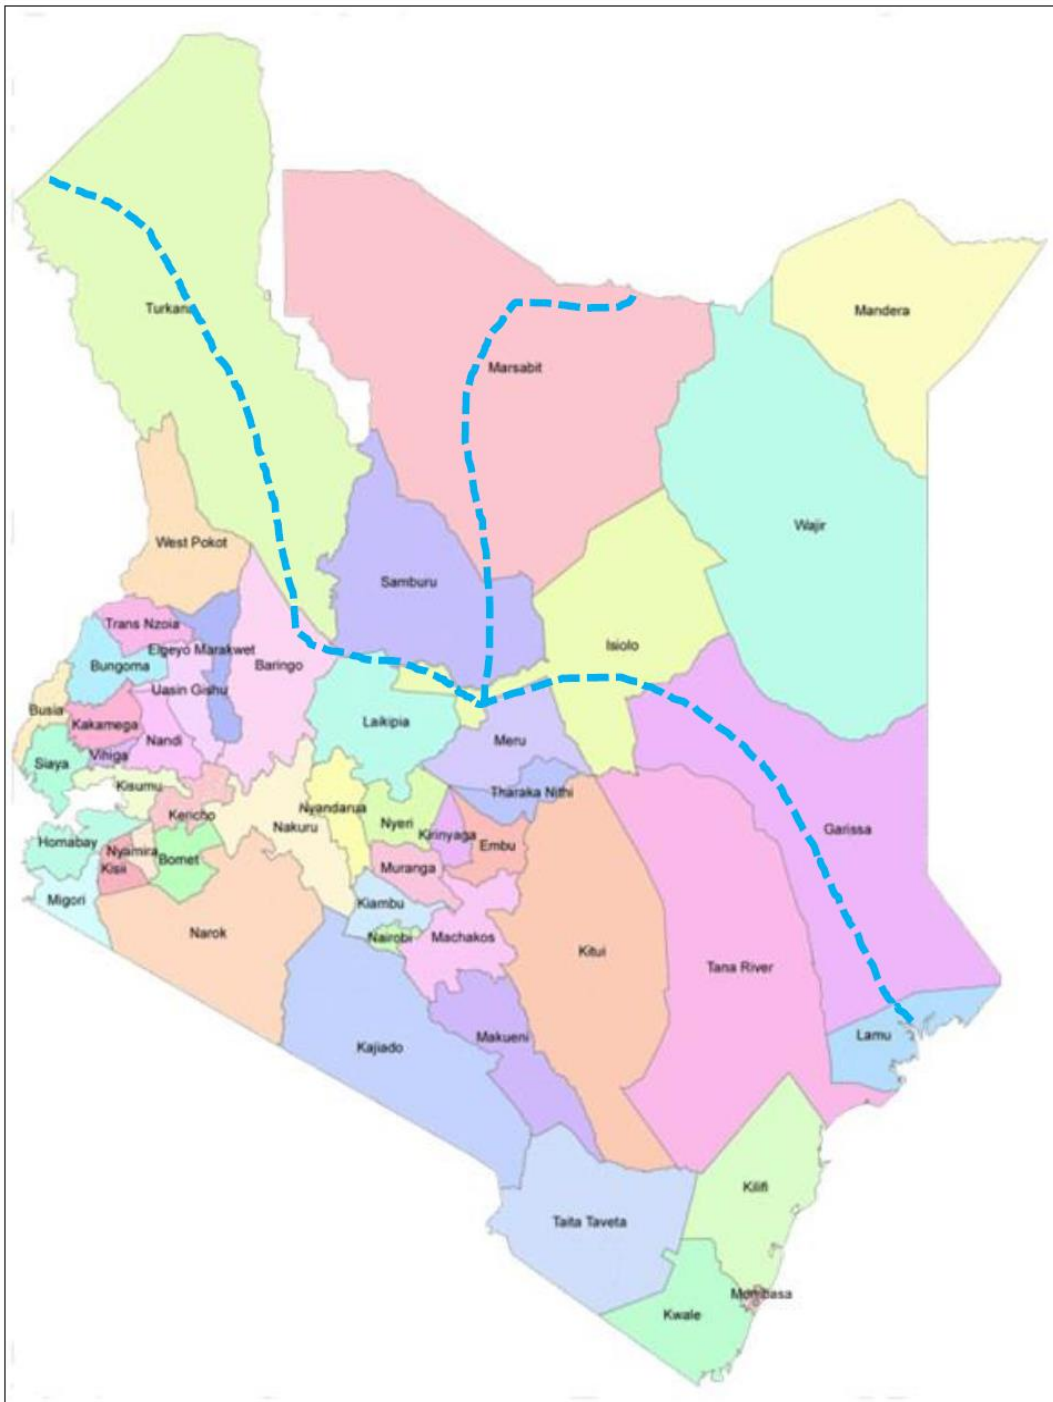 Turkana
Mandera
Marsabit
Wajir
West Pokot
Samburu
Trans Nzoia
Isiolo
Elgeyo Marakwet
Bungoma
Baringo
Uasin Gishu
Busia
Kakamega
Laikipia
Nandi
Meru
Vihiga
Siaya
Kisumu
Tharaka Nithi
Nyandarua
Kericho
Nyeri
Nakuru
Garissa
Kirinyaga
Homabay
Embu
Nyamira
Bomet
Kisii
Muranga
Migori
Kiambu
Narok
Nairobi
Machakos
Kitui
Tana River
Makueni
Lamu
Kajiado
Kilifi
Taita Taveta
Mombasa
Kwale